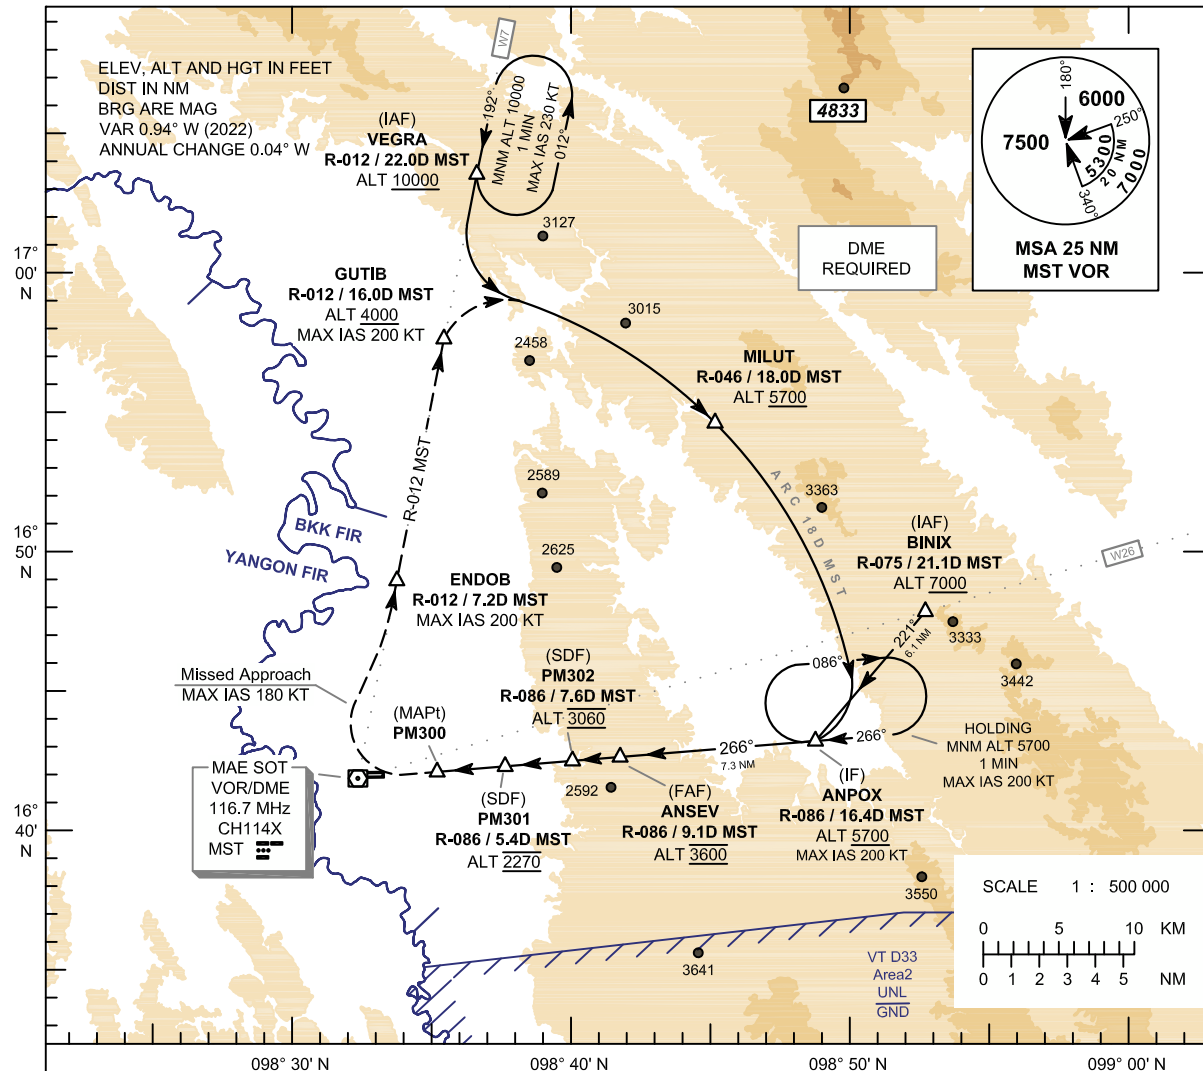 ELEV, ALT AND HGT IN FEET
DIST IN NM
BRG ARE MAG
VAR 0.94° W (2022)
ANNUAL CHANGE 0.04° W
W7
192°
MNM ALT 10000
1 MIN
MAX IAS 230 KT
012°
(IAF)
VEGRA
R-012 / 22.0D MST
ALT 10000
4833
180°
6000
250°
7500
5300
20 NM
7000
340°
MSA 25 NM
MST VOR
DME
REQUIRED
3127
17°
00'
N
GUTIB
R-012 / 16.0D MST
ALT 4000
MAX IAS 200 KT
3015
2458
MILUT
R-046 / 18.0D MST
ALT 5700
R-012 MST
2589
ARC 18D MST
3363
BKK FIR
YANGON FIR
16°
50'
N
2625
(IAF)
BINIX
R-075 / 21.1D MST
ALT 7000
W26
ENDOB
R-012 / 7.2D MST
MAX IAS 200 KT
221°
6.1 NM
3333
3442
086°
Missed Approach
MAX IAS 180 KT
(SDF)
PM302
R-086 / 7.6D MST
ALT 3060
(MAPt)
PM300
266°
7.3 NM
266°
HOLDING
MNM ALT 5700
1 MIN
MAX IAS 200 KT
MAE SOT
VOR/DME
116.7 MHz
CH114X
MST
16°
40'
N
(SDF)
PM301
R-086 / 5.4D MST
ALT 2270
2592
(FAF)
ANSEV
R-086 / 9.1D MST
ALT 3600
(IF)
ANPOX
R-086 / 16.4D MST
ALT 5700
MAX IAS 200 KT
3550
SCALE 1 : 500 000
0 5 10 KM
0 1 2 3 4 5 NM
3641
VT D33
Area2
UNL
GND
098° 30' N
098° 40' N
098° 50' N
099° 00' N